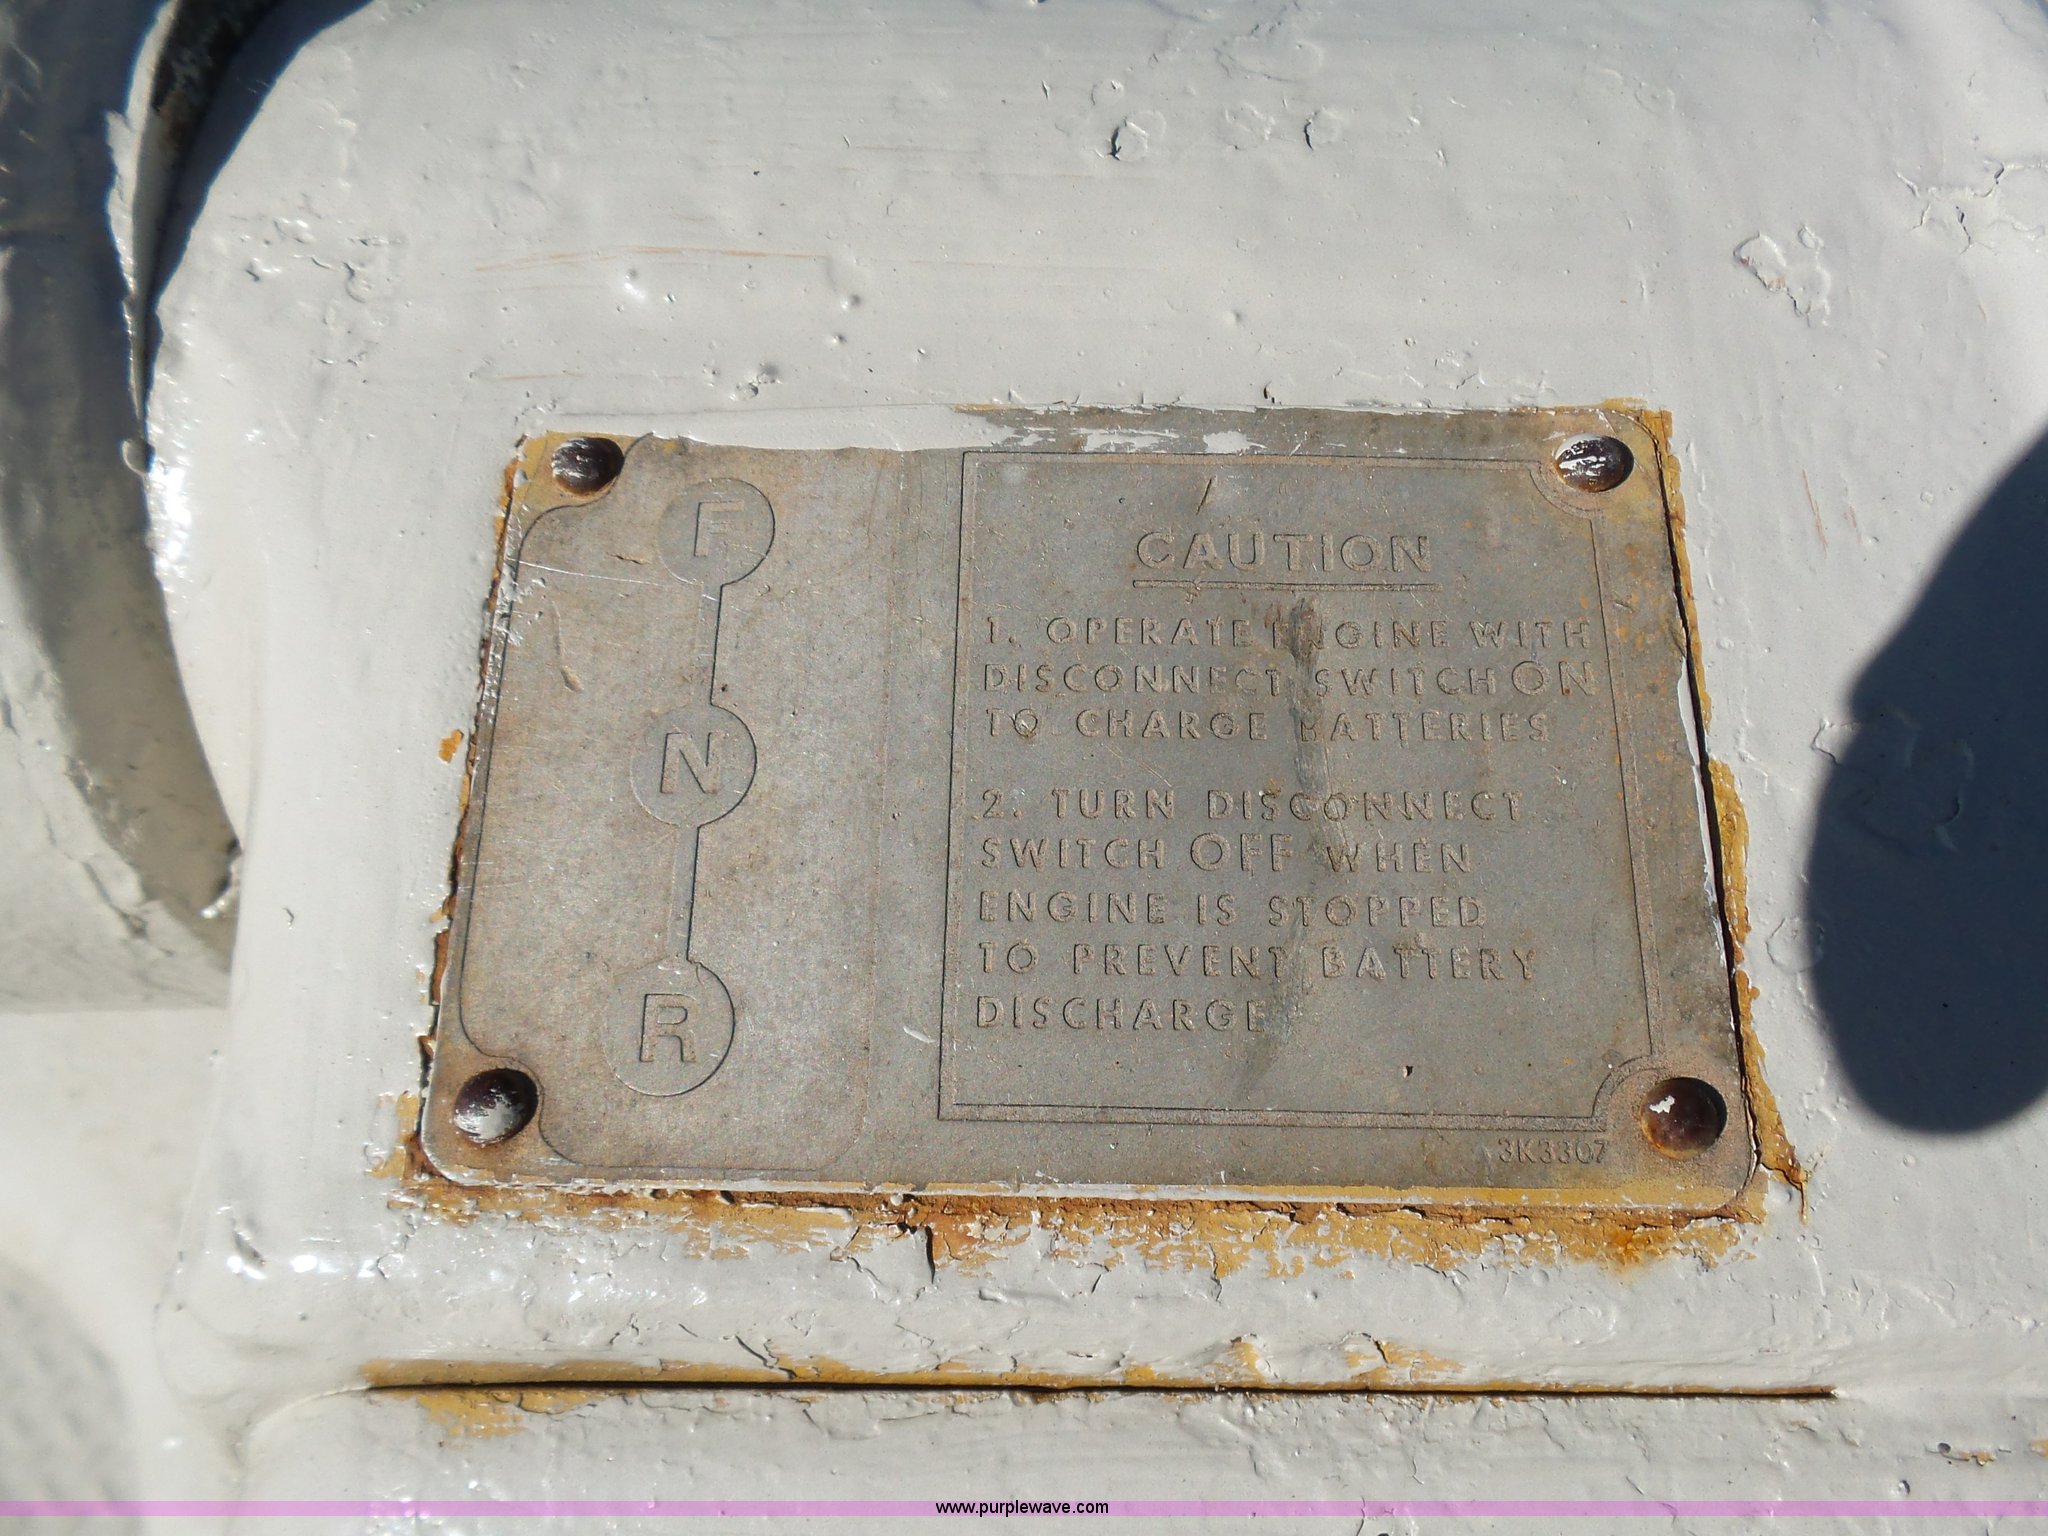 F
N
R
CAUTION
1. OPERATE ENGINE WITH
DISCONNECT SWITCH ON
TO CHARGE BATTERIES
2. TURN DISCONNECT
SWITCH OFF WHEN
ENGINE IS STOPPED
TO PREVENT BATTERY
DISCHARGE
3K3307
www.purplewave.com